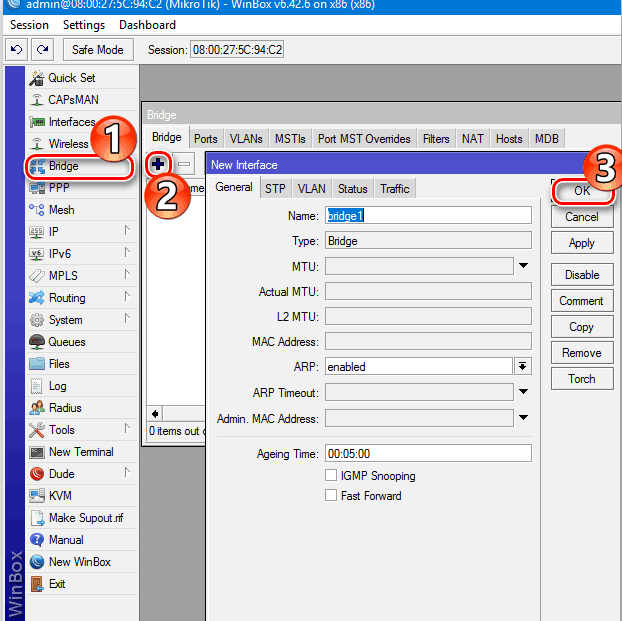 admin@08:00:27:5C:94:C2 (MikroTik) - WinBox v6.42.6 on x86 (x86)
Session Settings Dashboard
Safe Mode Session: 08:00:27:5C:94:C2
Quick Set
CAPsMAN
Interfaces
Wireless
Bridge
PPP
Mesh
IP
IPv6
MPLS
Routing
System
Queues
Files
Log
Radius
Tools
New Terminal
Dude
KVM
Make Supout.rif
Manual
New WinBox
Exit
WinBox
1
2
3
Bridge
Bridge Ports VLANs MSTIs Port MST Overrides Filters NAT Hosts MDB
0 items out o
New Interface
General STP VLAN Status Traffic
Name: bridge1
Type: Bridge
MTU:
Actual MTU:
L2 MTU:
MAC Address:
ARP: enabled
ARP Timeout:
Admin. MAC Address:
Ageing Time: 00:05:00
IGMP Snooping
Fast Forward
OK
Cancel
Apply
Disable
Comment
Copy
Remove
Torch